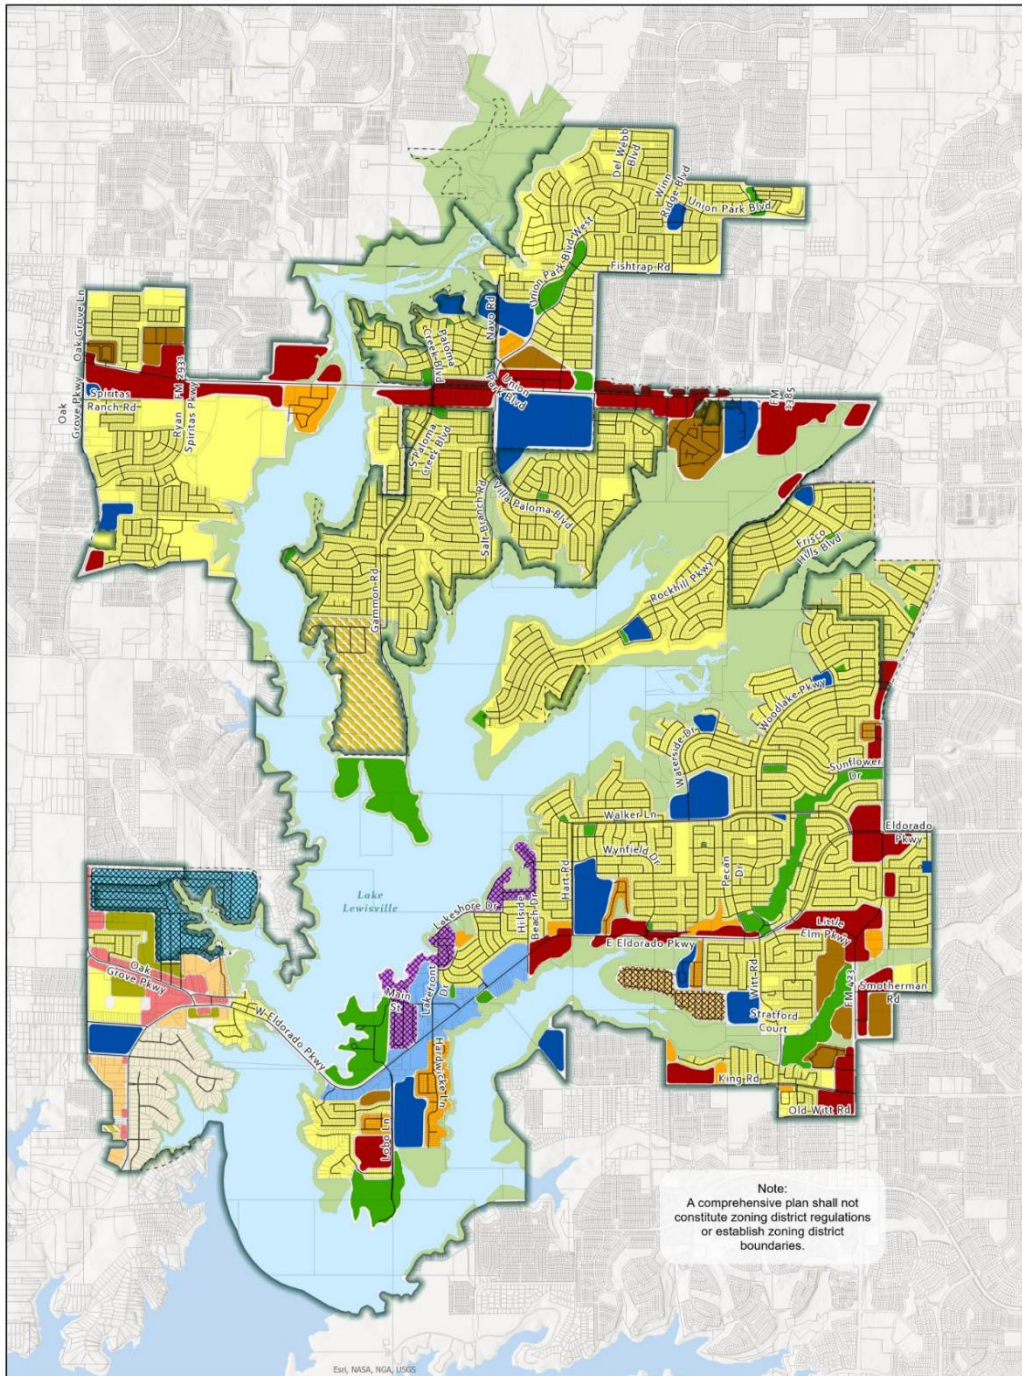 Del Webb
Blvd
Winn
Ridge Blvd
Union Park Blvd
Union Park Blvd West
Fishtrap Rd
Navo Rd
Paloma
Creek Blvd
Oak Grove Ln
FM 2931
Oak
Grove Pkwy
Spiritas
Ranch Rd
Ryan
Spiritas Pkwy
Union
Park Blvd
FM
S Paloma
Creek Blvd
Salt Branch Rd
Villa Paloma Blvd
Frisco
Hills Blvd
Rockhill Pkwy
Gammon Rd
Woodlake Pkwy
Waterside Dr
Sunflower
Dr
Walker Ln
Eldorado
Pkwy
Wynfield Dr
Pecan
Dr
Hart Rd
Lake
Lewisville
Hillside
Beach Dr
Lakeshore Dr
Little
Elm Pkwy
E Eldorado Pkwy
Oak
Grove Pkwy
Lakefront
Dr
Main
St
Witt Rd
FM 423
Smotherman
Rd
Stratford
Court
W Eldorado Pkwy
Hardwicke Ln
King Rd
Old Witt Rd
Lobo Ln
Note:
A comprehensive plan shall not
constitute zoning district regulations
or establish zoning district
boundaries.
Esri, NASA, NGA, USGS